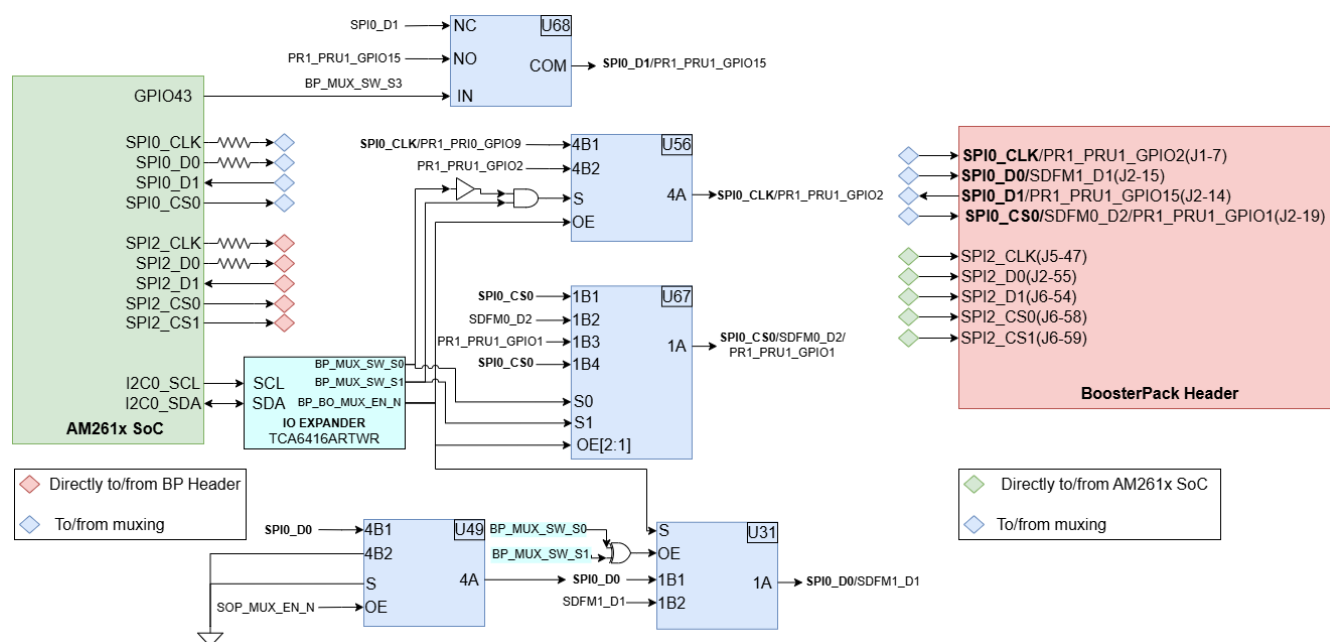 SPI0_D1
NC
U68
PR1_PRU1_GPIO15
NO
COM
SPI0_D1/PR1_PRU1_GPIO15
BP_MUX_SW_S3
IN
GPIO43
SPI0_CLK
SPI0_D0
SPI0_D1
SPI0_CS0
SPI2_CLK
SPI2_D0
SPI2_D1
SPI2_CS0
SPI2_CS1
I2C0_SCL
I2C0_SDA
AM261x SoC
SCL
SDA
BP_MUX_SW_S0
BP_MUX_SW_S1
BP_BO_MUX_EN_N
IO EXPANDER
TCA6416ARTWR
SPI0_CLK/PR1_PRI0_GPIO9
PR1_PRU1_GPIO2
4B1
4B2
S
OE
U56
4A
SPI0_CLK/PR1_PRU1_GPIO2
SPI0_CS0
SDFM0_D2
PR1_PRU1_GPIO1
SPI0_CS0
1B1
1B2
1B3
1B4
S0
S1
OE[2:1]
U67
1A
SPI0_CS0/SDFM0_D2/
PR1_PRU1_GPIO1
SPI0_CLK/PR1_PRU1_GPIO2(J1-7)
SPI0_D0/SDFM1_D1(J2-15)
SPI0_D1/PR1_PRU1_GPIO15(J2-14)
SPI0_CS0/SDFM0_D2/PR1_PRU1_GPIO1(J2-19)
SPI2_CLK(J5-47)
SPI2_D0(J2-55)
SPI2_D1(J6-54)
SPI2_CS0(J6-58)
SPI2_CS1(J6-59)
BoosterPack Header
Directly to/from BP Header
To/from muxing
Directly to/from AM261x SoC
To/from muxing
SPI0_D0
SOP_MUX_EN_N
4B1
4B2
S
OE
U49
4A
BP_MUX_SW_S0
BP_MUX_SW_S1
SPI0_D0
SDFM1_D1
S
OE
1B1
1B2
U31
1A
SPI0_D0/SDFM1_D1